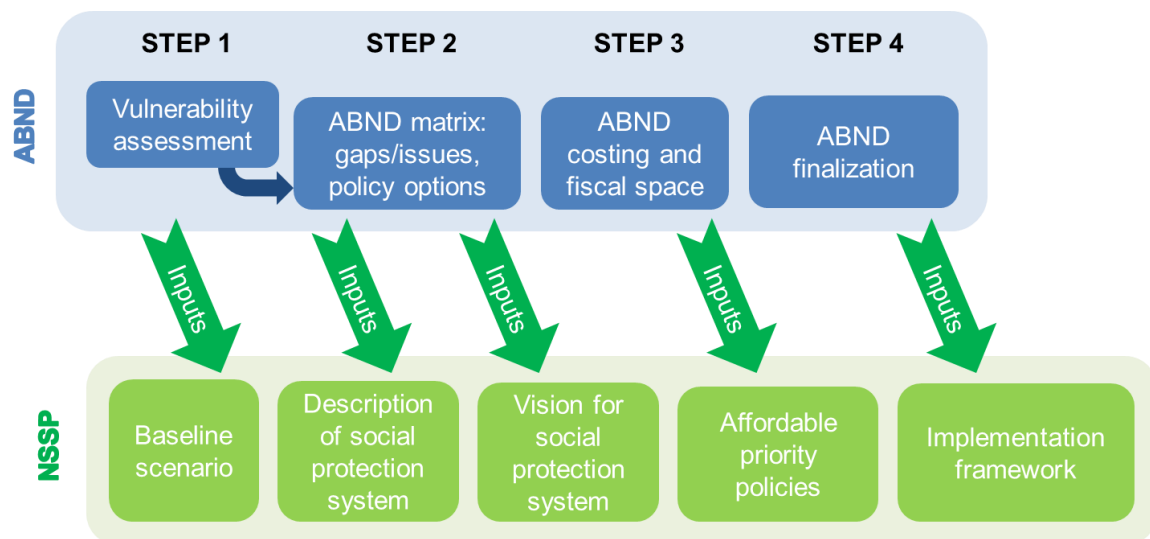 STEP 1
STEP 2
STEP 3
STEP 4
ABND
Vulnerability
assessment
ABND matrix:
gaps/issues,
policy options
ABND
costing and
fiscal space
ABND
finalization
Inputs
Inputs
Inputs
Inputs
Inputs
NSSP
Baseline
scenario
Description
of social
protection
system
Vision for
social
protection
system
Affordable
priority
policies
Implementation
framework